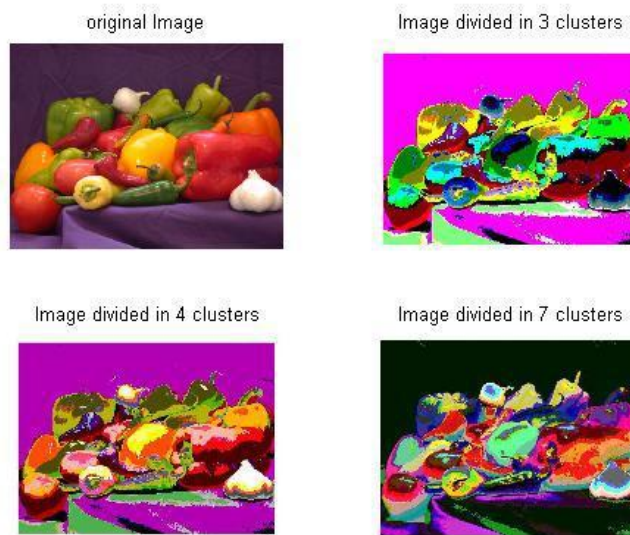 original Image
Image divided in 3 clusters
Image divided in 4 clusters
Image divided in 7 clusters